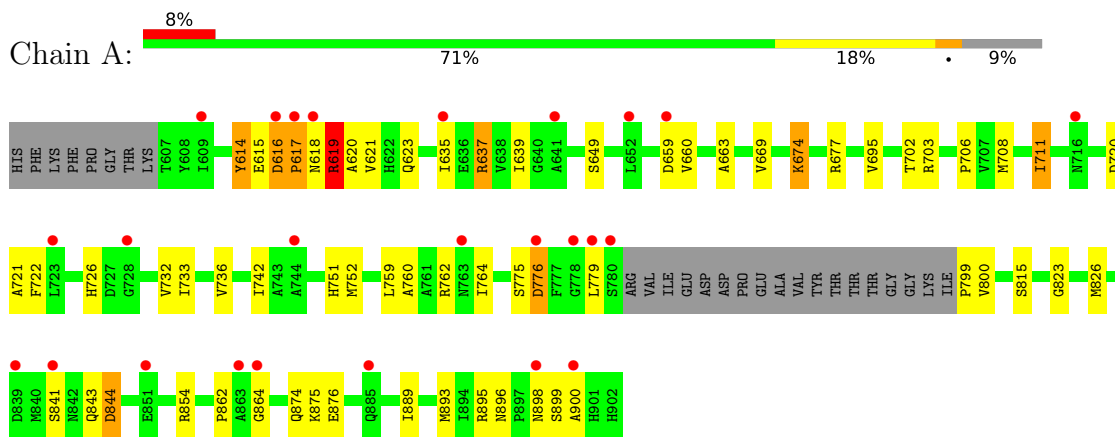 8%
Chain A:
71% 18% • 9%
HIS PHE LYS PHE PRO GLY THR LYS T607 Y608 I609 Y614 E615 D616 P617 N618 R619 A620 V621 H622 Q623 I635 E636 R637 V638 I639 G640 A641 S649 L652 D659 V660 A663 V669 K674 R677 V695 T702 R703 P706 V707 M708 I711 N716
A721 F722 L723 H726 D727 G728 V732 I733 V736 I742 A743 A744 H751 M752 L759 A760 A761 R762 N763 I764 S775 D776 F777 G778 L779 S780 ARG VAL ILE GLU ASP ASP PRO GLU ALA VAL TYR THR THR THR GLY GLY LYS ILE P799 V800 S815 G823 M826
D839 M840 S841 N842 Q843 D844 E851 R854 P862 A863 G864 Q874 K875 E876 Q885 I889 M893 I894 R895 N896 P897 N898 S899 A900 H901 H902